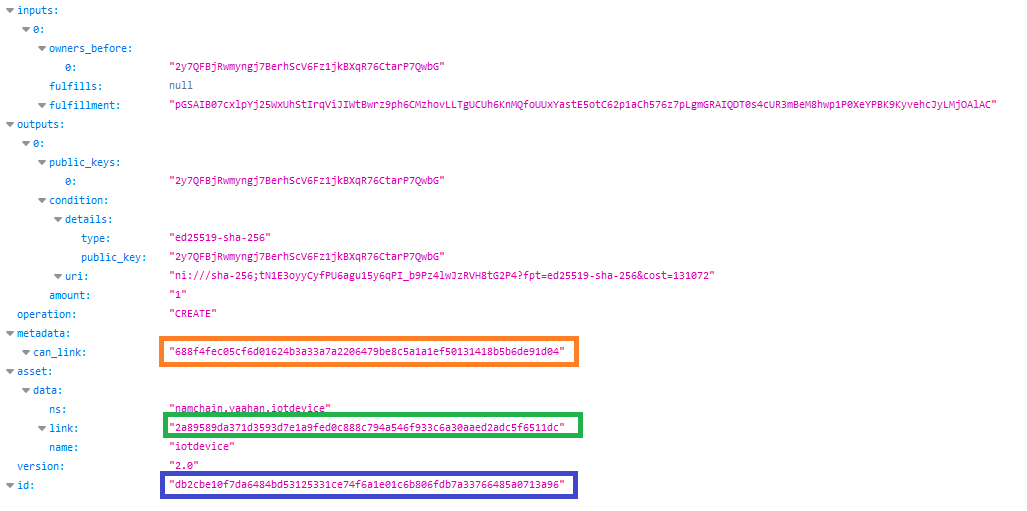 inputs:
0:
owners_before:
0: "2y7QFBjRwmyngj7BerhScV6Fz1jkBXqR76CtarP7QwbG"
fulfills: null
fulfillment: "pGSAIB07cxlpYj25WxUhStIrqViJIWtBwrz9ph6CMzhovLLTgUCUh6KnMQfoUUxYastE5otC62p1aCh576z7pLgmGRAIQDT0s4cUR3mBeM8hwp1P0XeYPBK9KyvehcJyLMjOAlAC"
outputs:
0:
public_keys:
0: "2y7QFBjRwmyngj7BerhScV6Fz1jkBXqR76CtarP7QwbG"
condition:
details:
type: "ed25519-sha-256"
public_key: "2y7QFBjRwmyngj7BerhScV6Fz1jkBXqR76CtarP7QwbG"
uri: "ni:///sha-256;tN1E3oyyCyfPU6agu15y6qPI_b9Pz4lwJzRVH8tG2P4?fpt=ed25519-sha-256&cost=131072"
amount: "1"
operation: "CREATE"
metadata:
can_link: "688f4fec05cf6d01624b3a33a7a2206479be8c5a1a1ef50131418b5b6de91d04"
asset:
data:
ns: "namchain.vaahan.iotdevice"
link: "2a89589da371d3593d7e1a9fed0c888c794a546f933c6a30aaed2adc5f6511dc"
name: "iotdevice"
version: "2.0"
id: "db2cbe10f7da6484bd53125331ce74f6a1e01c6b806fdb7a33766485a0713a96"